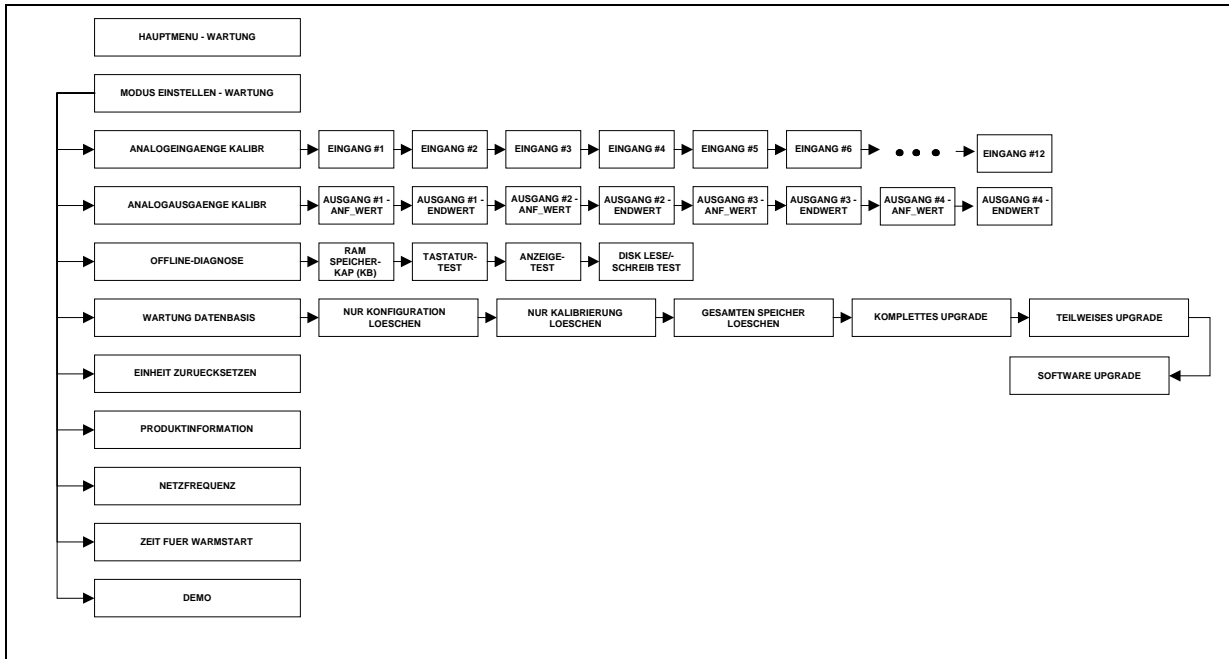 HAUPTMENU - WARTUNG
MODUS EINSTELLEN - WARTUNG
ANALOGEINGAENGE KALIBR
EINGANG #1
EINGANG #2
EINGANG #3
EINGANG #4
EINGANG #5
EINGANG #6
• • •
EINGANG #12
ANALOGAUSGAENGE KALIBR
AUSGANG #1 -
ANF_WERT
AUSGANG #1 -
ENDWERT
AUSGANG #2 -
ANF_WERT
AUSGANG #2 -
ENDWERT
AUSGANG #3 -
ANF_WERT
AUSGANG #3 -
ENDWERT
AUSGANG #4 -
ANF_WERT
AUSGANG #4 -
ENDWERT
OFFLINE-DIAGNOSE
RAM
SPEICHER-
KAP (KB)
TASTATUR-
TEST
ANZEIGE-
TEST
DISK LESE/-
SCHREIB TEST
WARTUNG DATENBASIS
NUR KONFIGURATION
LOESCHEN
NUR KALIBRIERUNG
LOESCHEN
GESAMTEN SPEICHER
LOESCHEN
KOMPLETTES UPGRADE
TEILWEISES UPGRADE
SOFTWARE UPGRADE
EINHEIT ZURUECKSETZEN
PRODUKTINFORMATION
NETZFREQUENZ
ZEIT FUER WARMSTART
DEMO